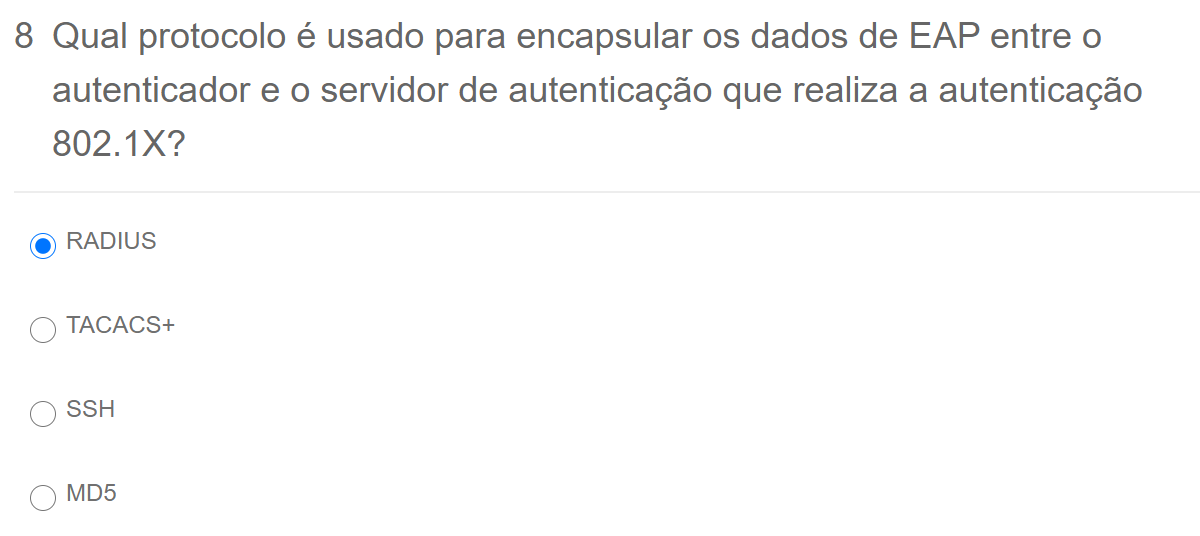 8 Qual protocolo é usado para encapsular os dados de EAP entre o
autenticador e o servidor de autenticação que realiza a autenticação
802.1X?
RADIUS
TACACS+
SSH
MD5